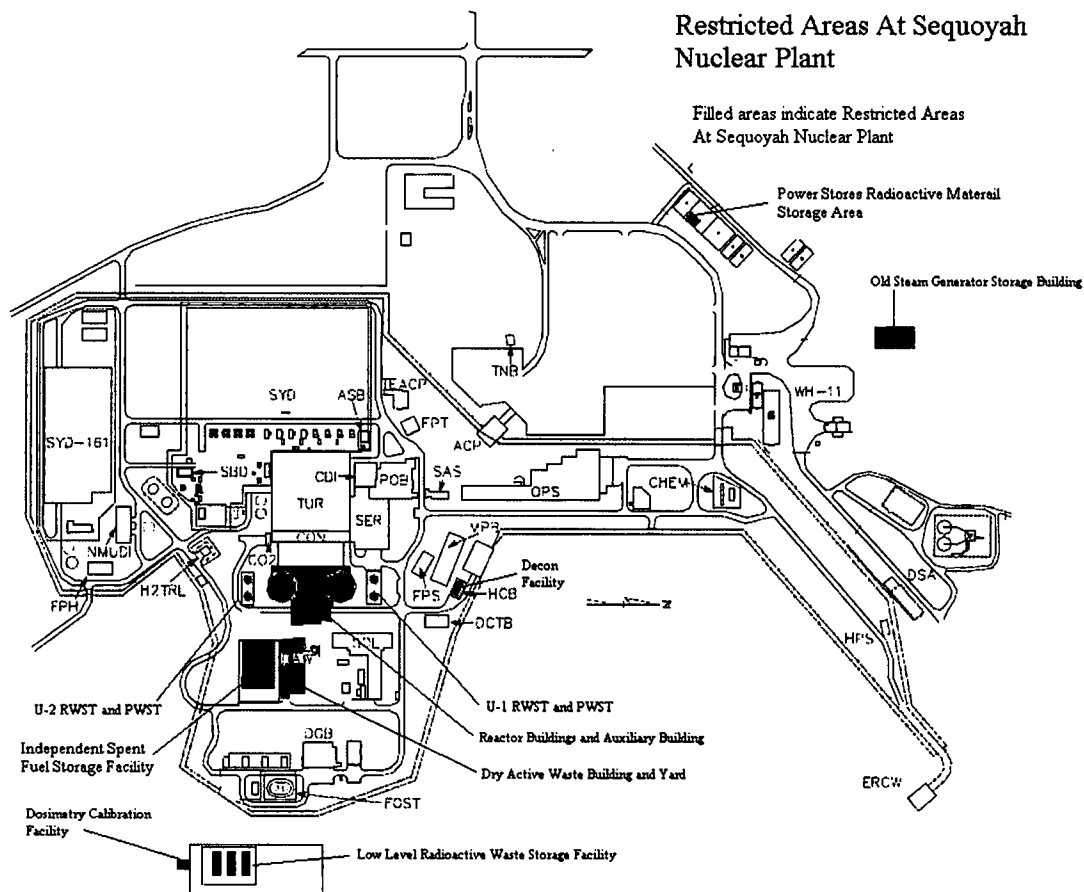 Restricted Areas At Sequoyah
Nuclear Plant
Filled areas indicate Restricted Areas
At Sequoyah Nuclear Plant
Power Stores Radioactive Materail
Storage Area
Old Steam Generator Storage Building
TNB
WH-11
SYD
ASB
FPT
ACP
SYD-161
SBD
CDI
POB
SAS
OPS
CHEM
TUR
SER
NMUDI
CO2
CON
Decon
Facility
FPH
H2TRL
FPS
HCB
DSA
DCTB
HPS
U-2 RWST and PWST
U-1 RWST and PWST
Reactor Buildings and Auxiliary Building
Independent Spent
Fuel Storage Facility
DGB
Dry Active Waste Building and Yard
FOST
ERCW
Dosimetry Calibration
Facility
Low Level Radioactive Waste Storage Facility